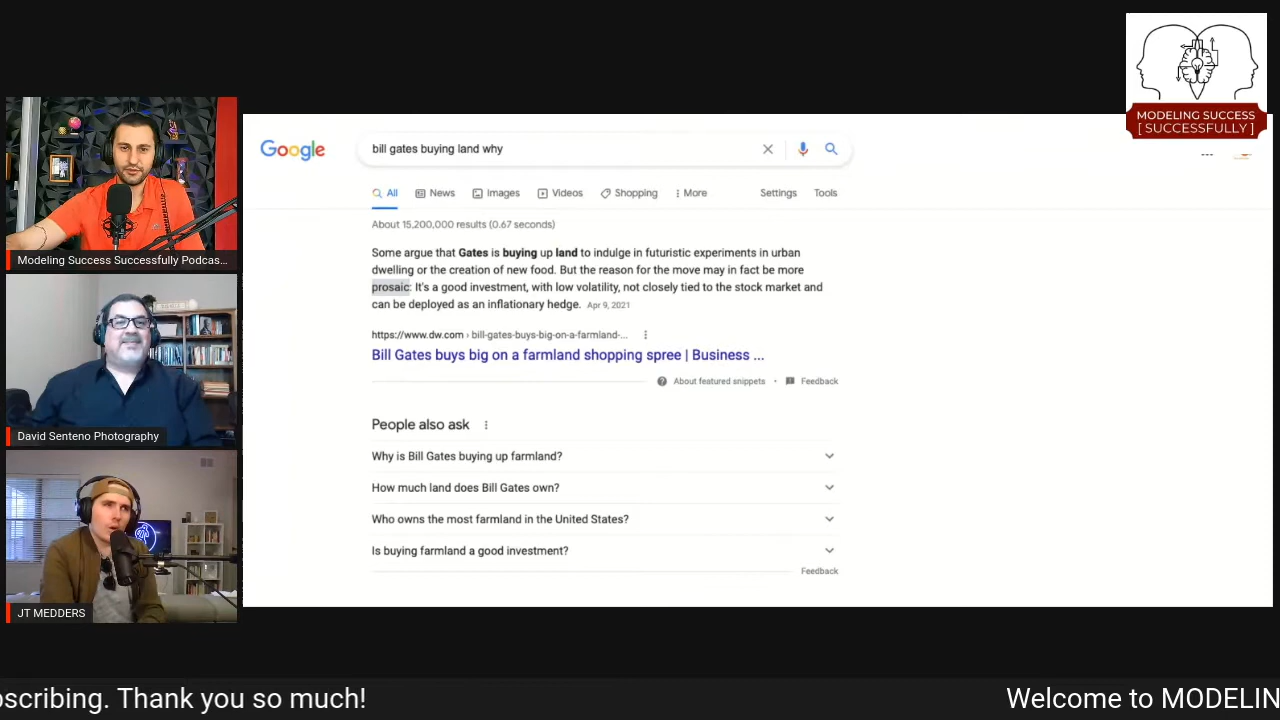 MODELING SUCCESS
[ SUCCESSFULLY ]
Modeling Success Successfully Podcas...
David Senteno Photography
JT MEDDERS
Google
bill gates buying land why
All
News
Images
Videos
Shopping
More
Settings
Tools
About 15,200,000 results (0.67 seconds)
Some argue that Gates is buying up land to indulge in futuristic experiments in urban
dwelling or the creation of new food. But the reason for the move may in fact be more
prosaic: It's a good investment, with low volatility, not closely tied to the stock market and
can be deployed as an inflationary hedge. Apr 9, 2021
https://www.dw.com › bill-gates-buys-big-on-a-farmland-...
Bill Gates buys big on a farmland shopping spree | Business ...
About featured snippets • Feedback
People also ask
Why is Bill Gates buying up farmland?
How much land does Bill Gates own?
Who owns the most farmland in the United States?
Is buying farmland a good investment?
Feedback
bscribing. Thank you so much!
Welcome to MODELIN